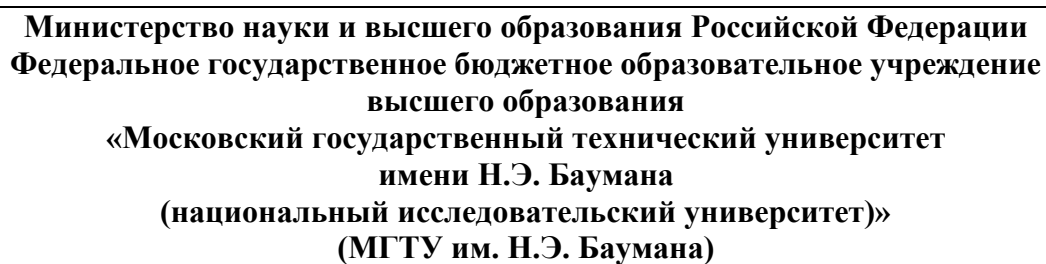 Министерство науки и высшего образования Российской Федерации
Федеральное государственное бюджетное образовательное учреждение
высшего образования
«Московский государственный технический университет
имени Н.Э. Баумана
(национальный исследовательский университет)»
(МГТУ им. Н.Э. Баумана)